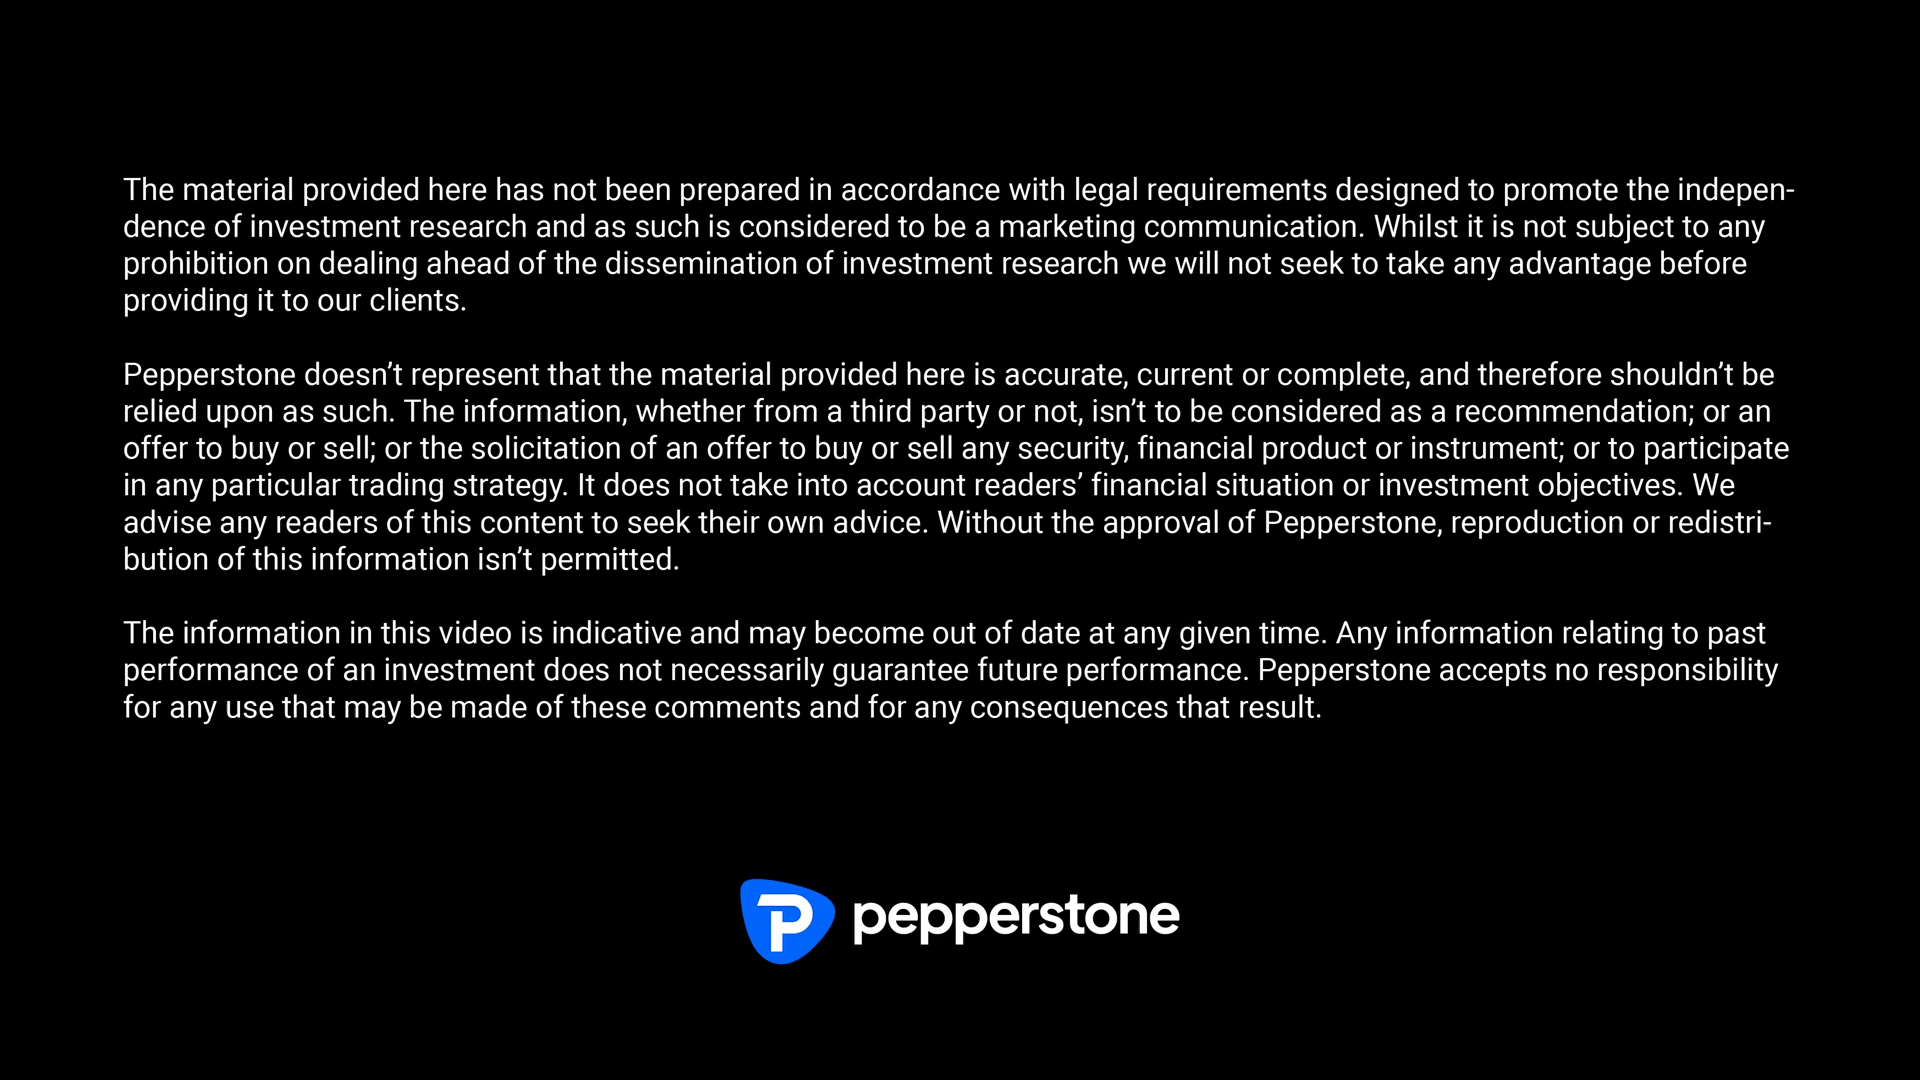 The material provided here has not been prepared in accordance with legal requirements designed to promote the indepen-
dence of investment research and as such is considered to be a marketing communication. Whilst it is not subject to any
prohibition on dealing ahead of the dissemination of investment research we will not seek to take any advantage before
providing it to our clients.
Pepperstone doesn’t represent that the material provided here is accurate, current or complete, and therefore shouldn’t be
relied upon as such. The information, whether from a third party or not, isn’t to be considered as a recommendation; or an
offer to buy or sell; or the solicitation of an offer to buy or sell any security, financial product or instrument; or to participate
in any particular trading strategy. It does not take into account readers’ financial situation or investment objectives. We
advise any readers of this content to seek their own advice. Without the approval of Pepperstone, reproduction or redistri-
bution of this information isn’t permitted.
The information in this video is indicative and may become out of date at any given time. Any information relating to past
performance of an investment does not necessarily guarantee future performance. Pepperstone accepts no responsibility
for any use that may be made of these comments and for any consequences that result.
P pepperstone